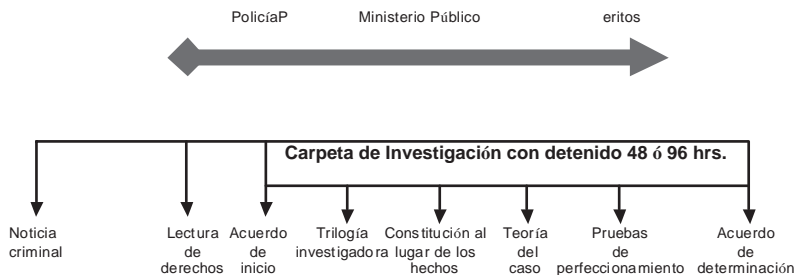 PolicíaP Ministerio Público eritos
Carpeta de Investigación con detenido 48 ó 96 hrs.
Noticia
criminal
Lectura
de
derechos
Acuerdo
de
inicio
Trilogía
investigadora
Constitución al
lugar de los
hechos
Teoría
del
caso
Pruebas
de
perfeccionamiento
Acuerdo
de
determinación